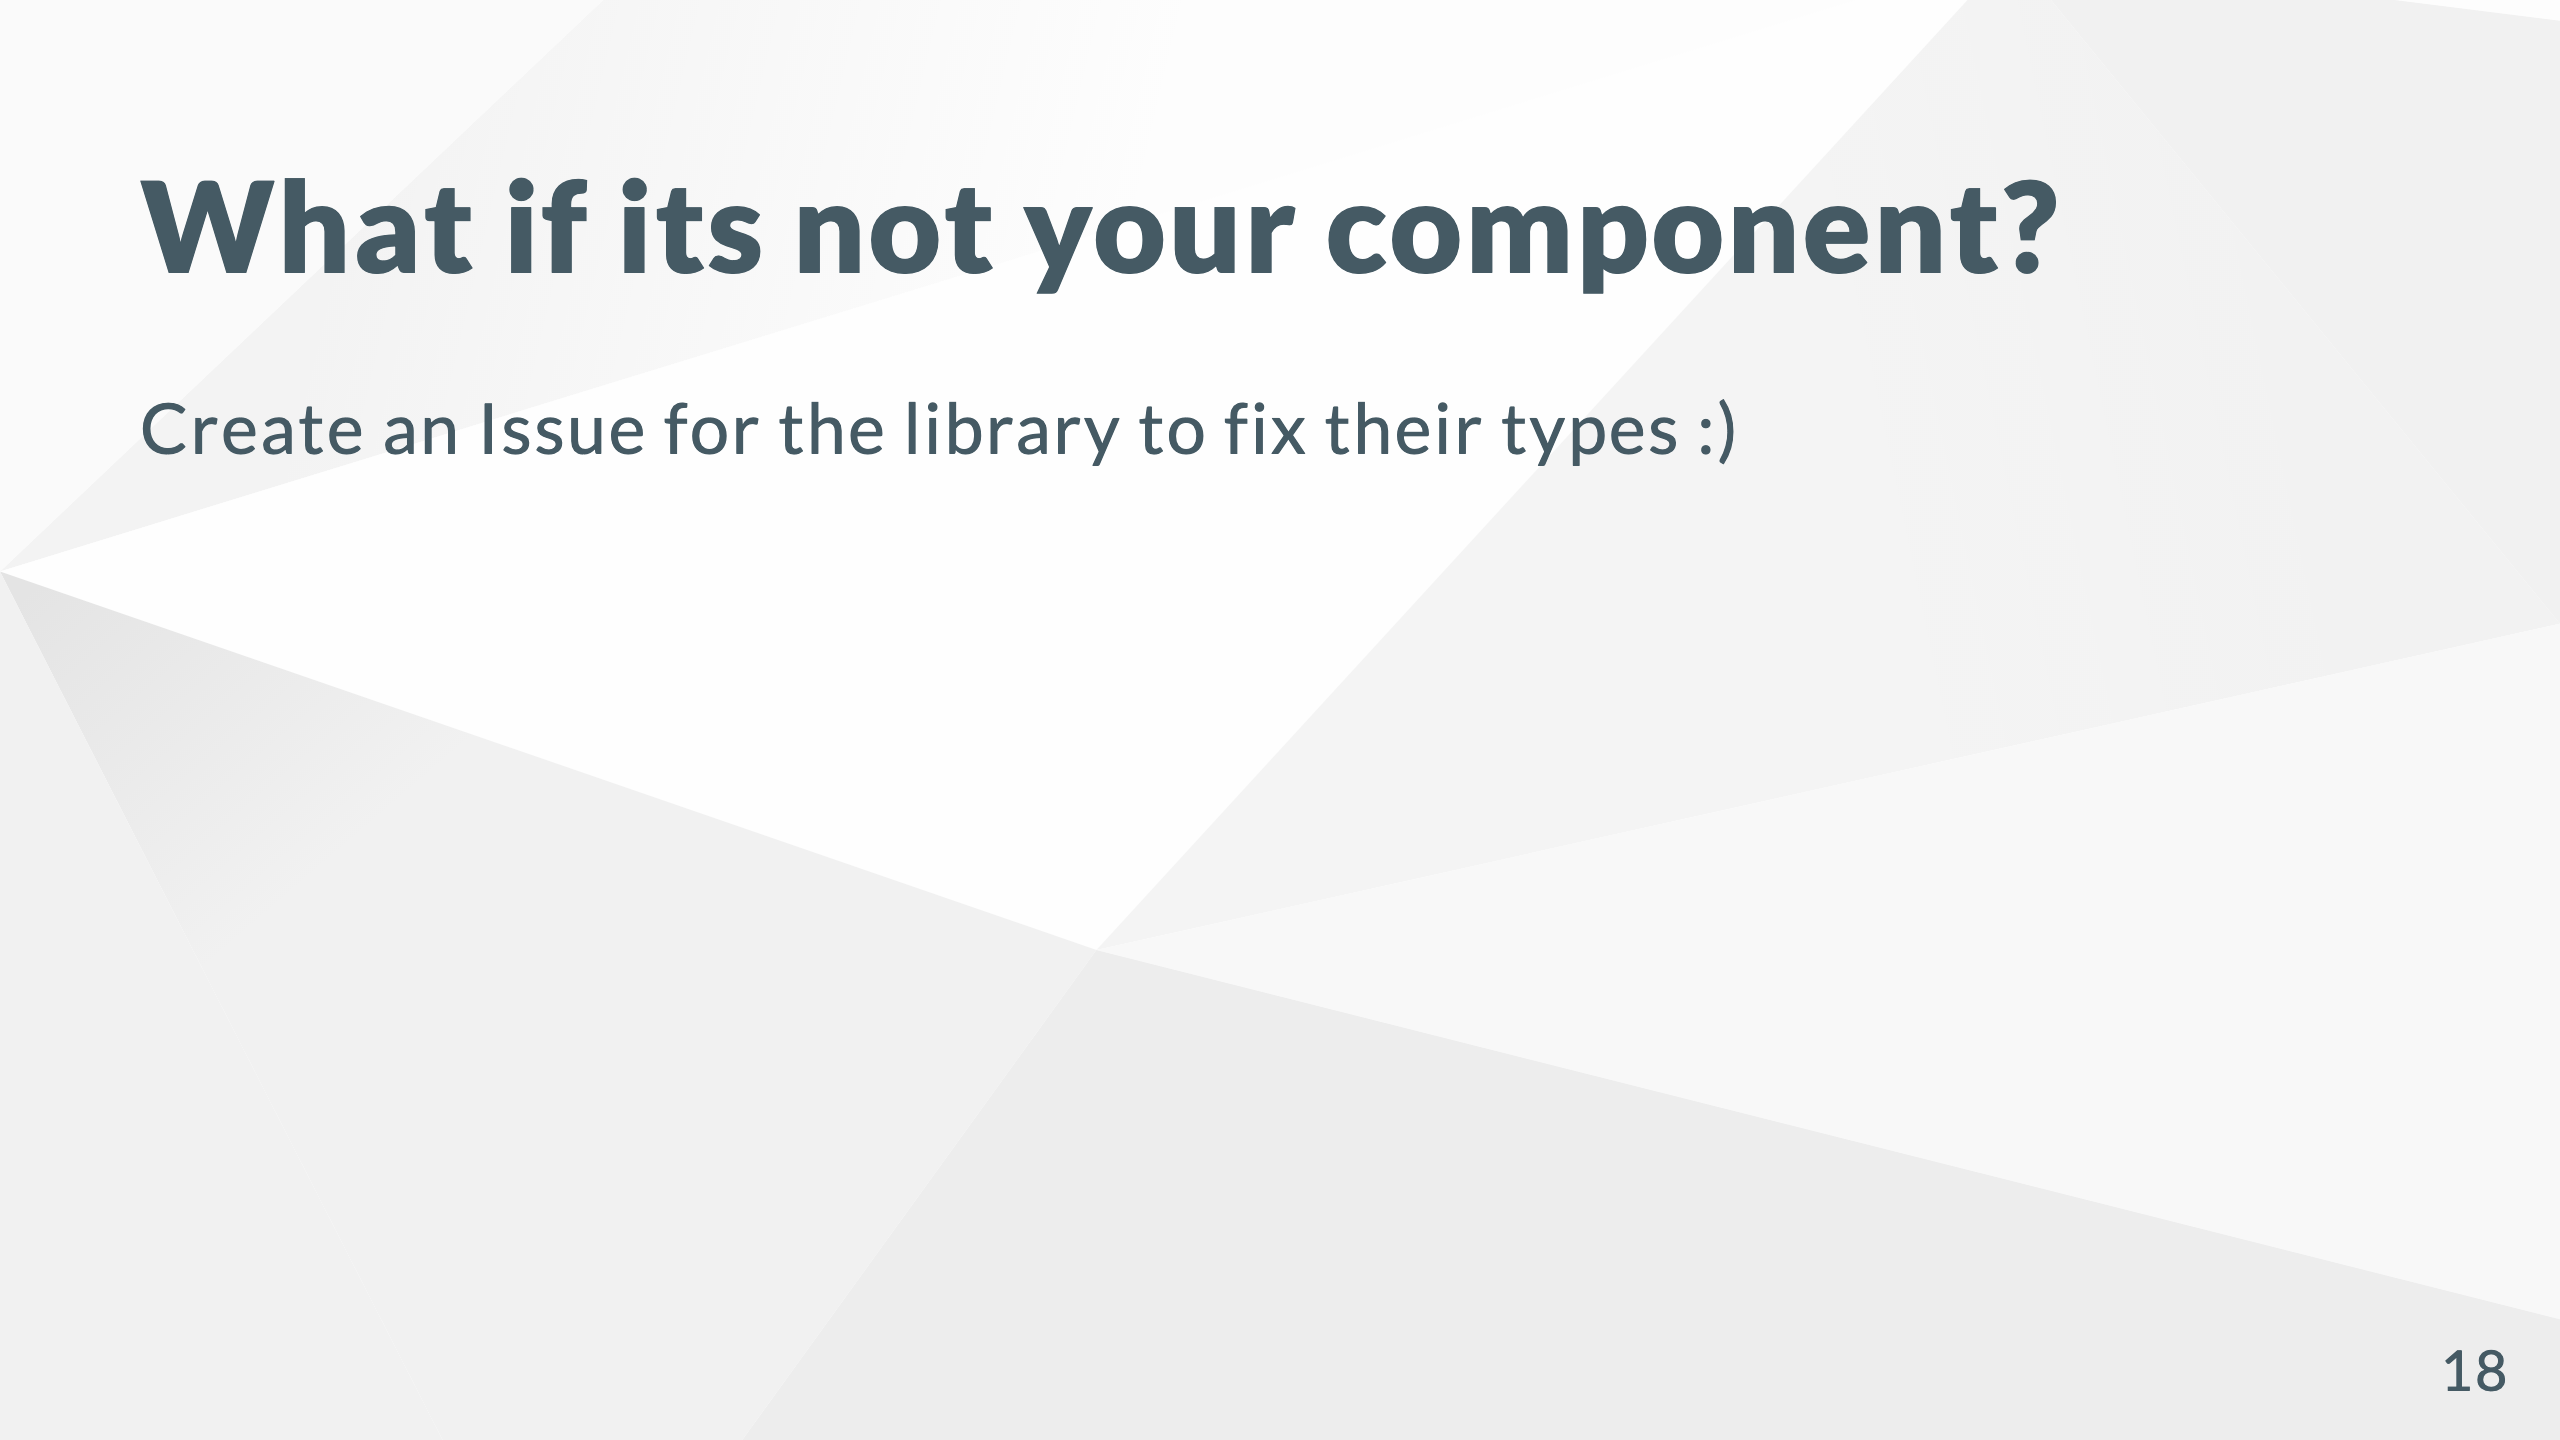 What if its not your component?
Create an Issue for the library to fix their types :)
18